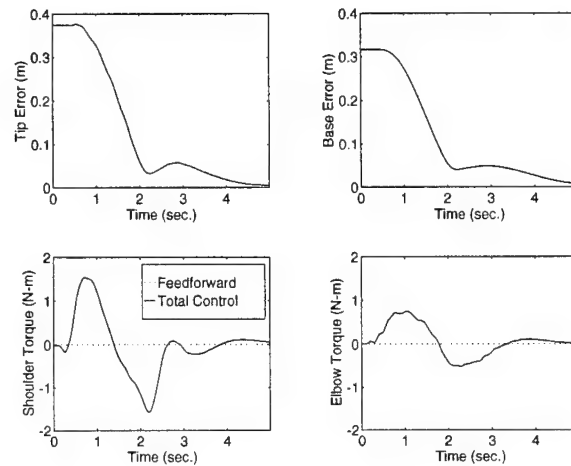 0.4
0.3
0.2
0.1
0
Tip Error (m)
0 1 2 3 4
Time (sec.)
0.4
0.3
0.2
0.1
0
Base Error (m)
0 1 2 3 4
Time (sec.)
2
1
0
-1
-2
Shoulder Torque (N-m)
Feedforward
Total Control
0 1 2 3 4
Time (sec.)
2
1
0
-1
-2
Elbow Torque (N-m)
0 1 2 3 4
Time (sec.)